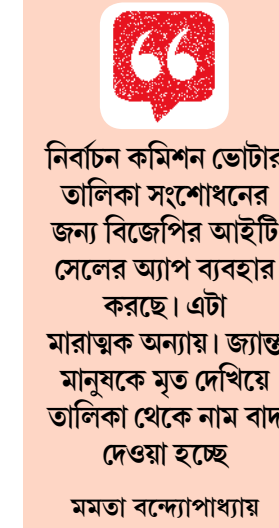 নির্বাচন কমিশন ভোটার
তালিকা সংশোধনের
জন্য বিজেপির আইটি
সেলের অ্যাপ ব্যবহার
করছে। এটা
মারাত্মক অন্যায়। জ্যান্ত
মানুষকে মৃত দেখিয়ে
তালিকা থেকে নাম বাদ
দেওয়া হচ্ছে
মমতা বন্দ্যোপাধ্যায়